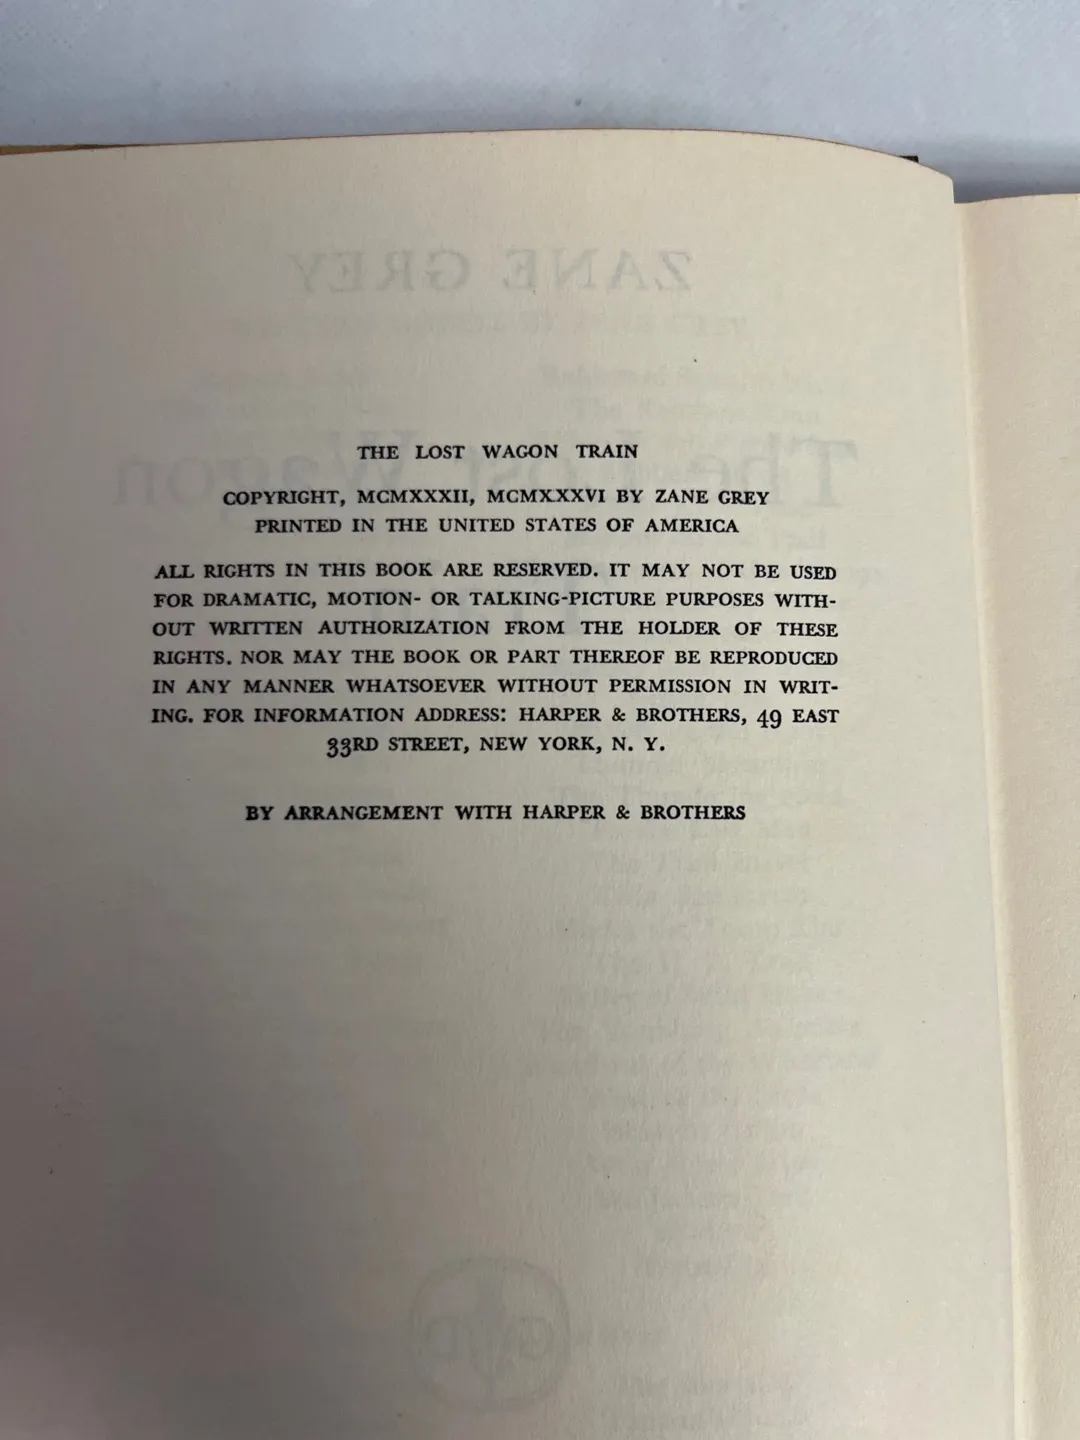 ZANE GREY
THE LOST WAGON TRAIN
COPYRIGHT, MCMXXXII, MCMXXXVI BY ZANE GREY
PRINTED IN THE UNITED STATES OF AMERICA
ALL RIGHTS IN THIS BOOK ARE RESERVED. IT MAY NOT BE USED
FOR DRAMATIC, MOTION- OR TALKING-PICTURE PURPOSES WITH-
OUT WRITTEN AUTHORIZATION FROM THE HOLDER OF THESE
RIGHTS. NOR MAY THE BOOK OR PART THEREOF BE REPRODUCED
IN ANY MANNER WHATSOEVER WITHOUT PERMISSION IN WRIT-
ING. FOR INFORMATION ADDRESS: HARPER & BROTHERS, 49 EAST
33RD STREET, NEW YORK, N. Y.
BY ARRANGEMENT WITH HARPER & BROTHERS